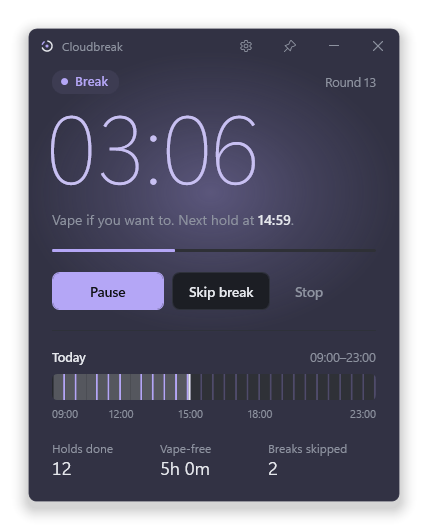 Cloudbreak
Break
Round 13
03:06
Vape if you want to. Next hold at 14:59.
Pause Skip break Stop
Today 09:00–23:00
09:00 12:00 15:00 18:00 23:00
Holds done Vape-free Breaks skipped
12 5h 0m 2